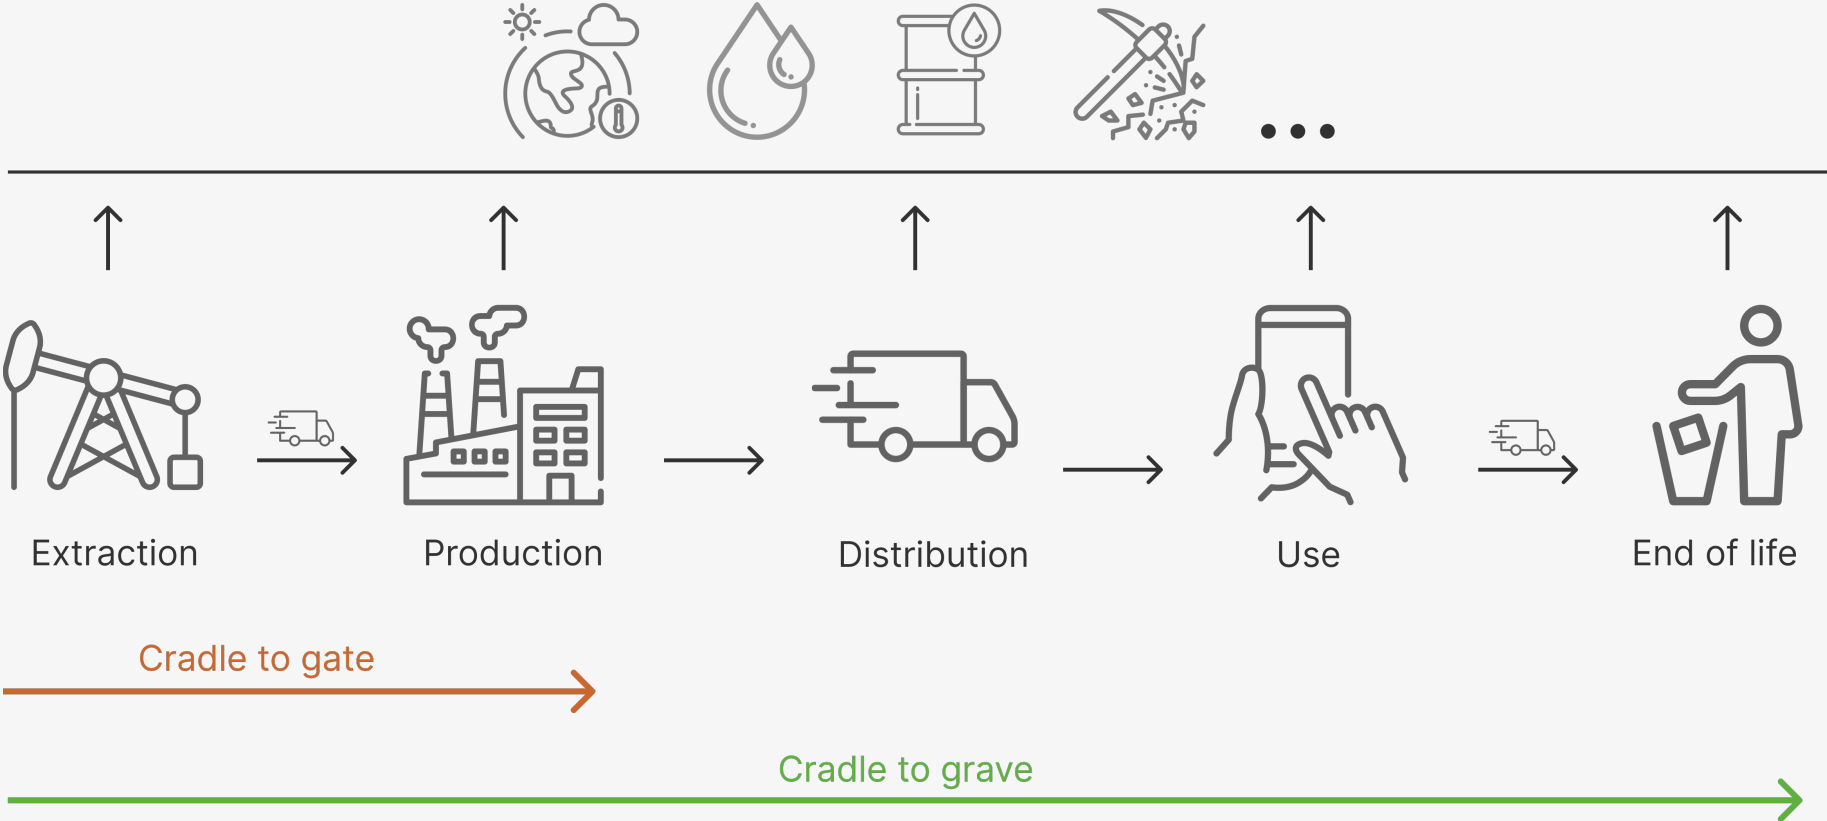 Extraction
Production
Distribution
Use
End of life
Cradle to gate
Cradle to grave